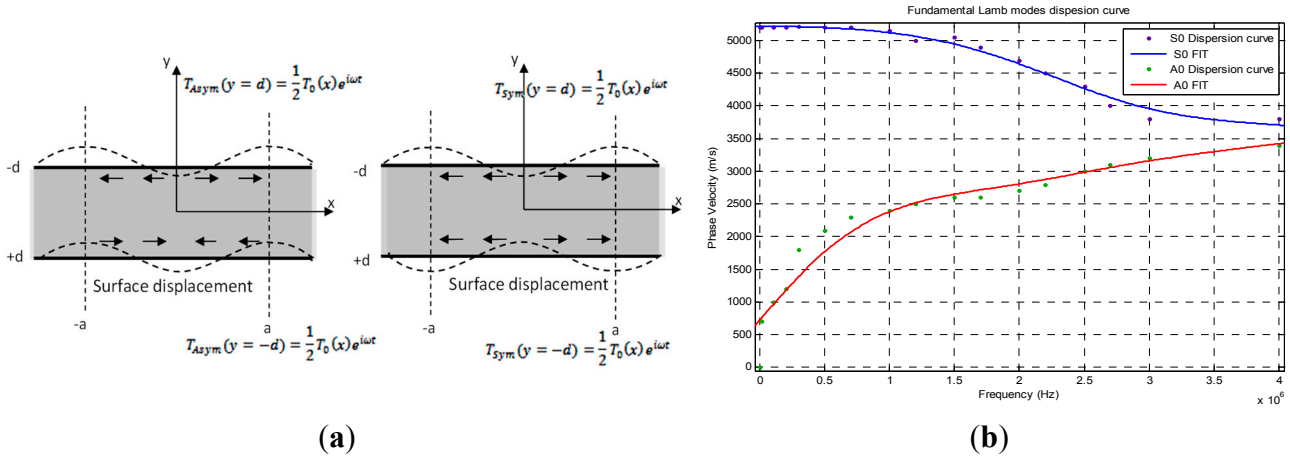 y
T_Asym(y = d) = 1/2 T_0(x)e^{iωt}
-d
x
+d
Surface displacement
-a
a
T_Asym(y = -d) = 1/2 T_0(x)e^{iωt}
y
T_Sym(y = d) = 1/2 T_0(x)e^{iωt}
-d
x
+d
Surface displacement
-a
a
T_Sym(y = -d) = 1/2 T_0(x)e^{iωt}
(a)
Fundamental Lamb modes dispesion curve
S0 Dispersion curve
S0 FIT
A0 Dispersion curve
A0 FIT
Phase Velocity (m/s)
5000
4500
4000
3500
3000
2500
2000
1500
1000
500
0
0 0.5 1 1.5 2 2.5 3 3.5 4
Frequency (Hz)
x 10^6
(b)